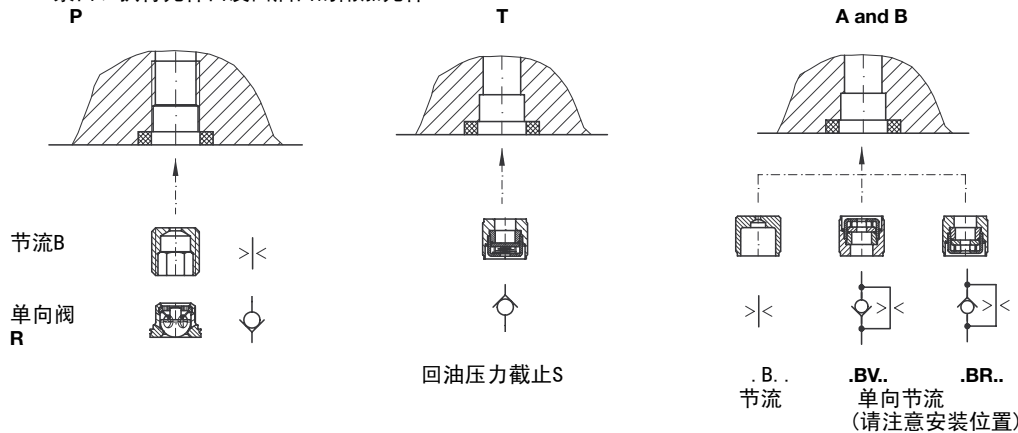 P
T
A and B
节流B
单向阀
R
回油压力截止S
.B..
节流
.BV..
单向节流
(请注意安装位置)
.BR..